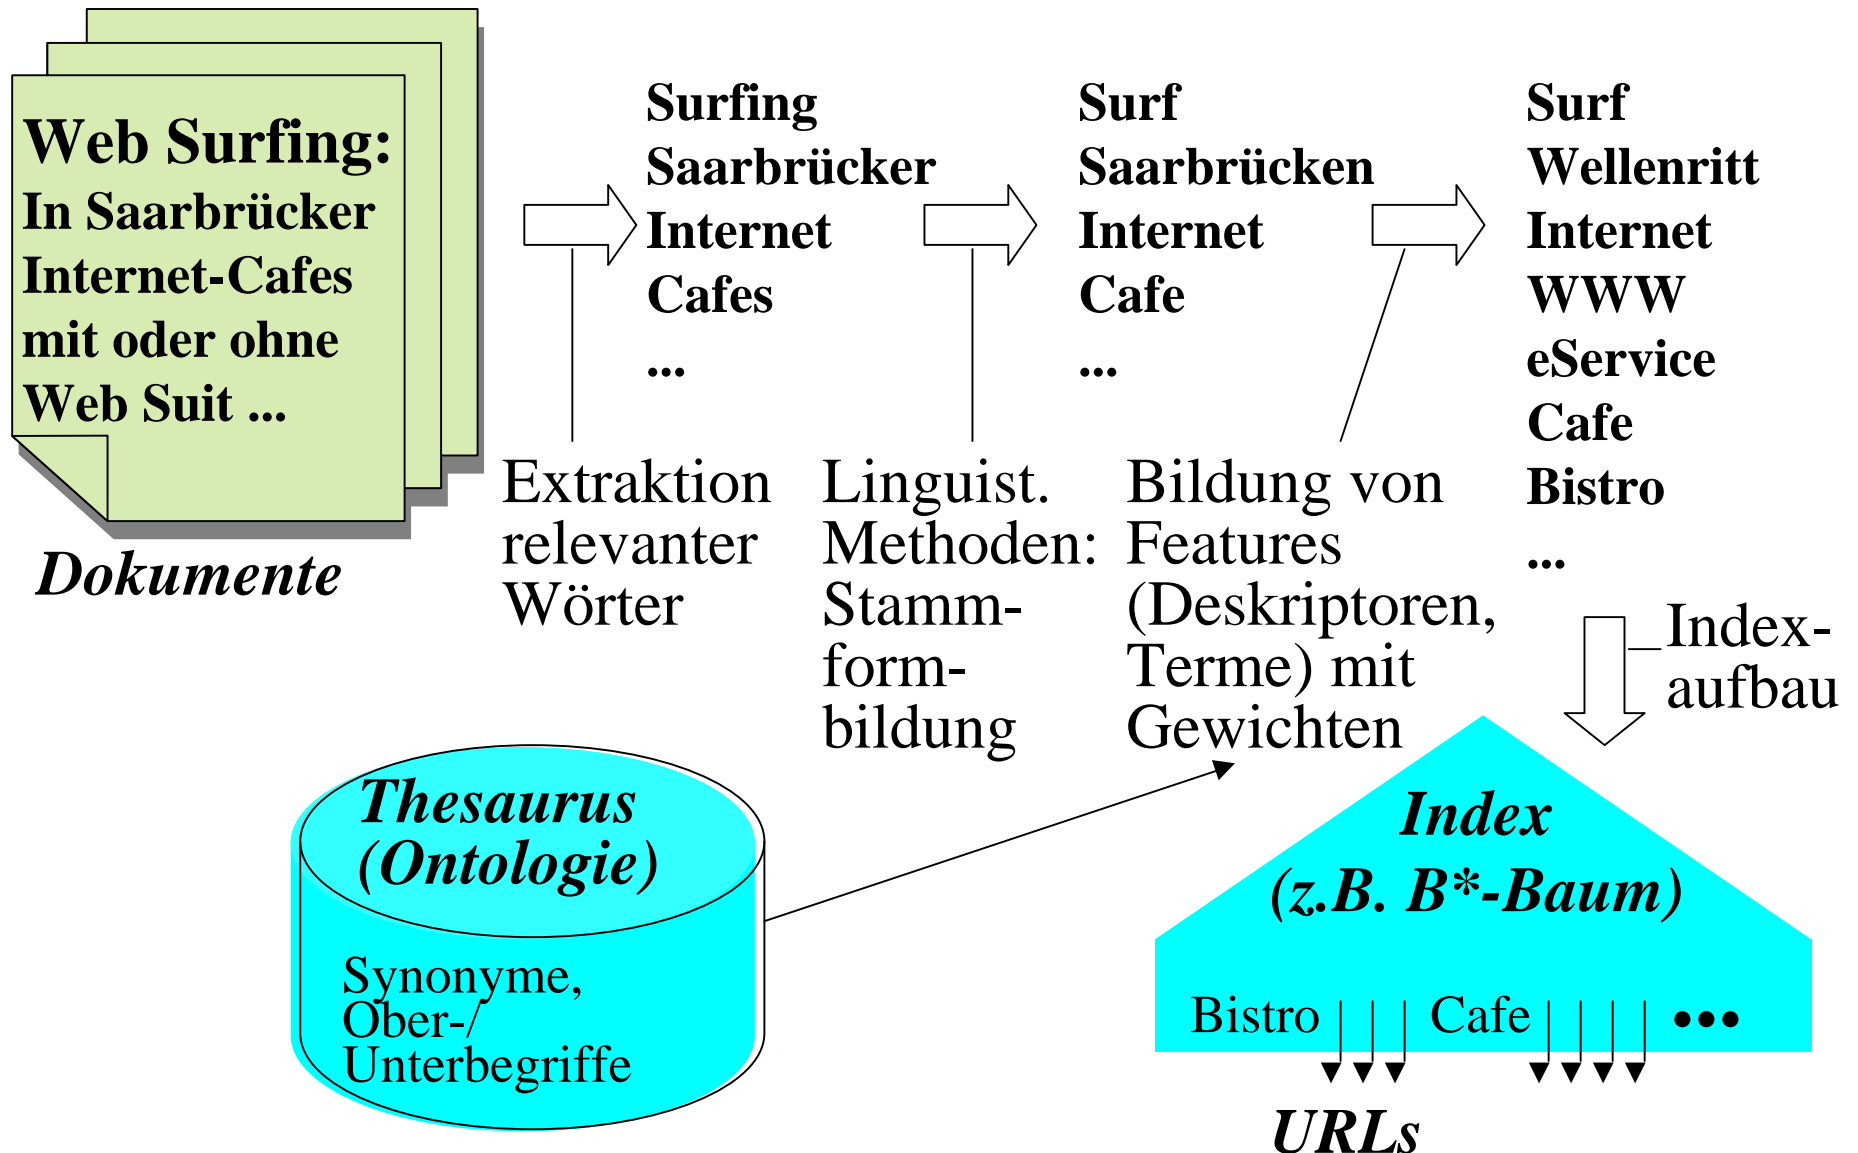 Web Surfing:
In Saarbrücker
Internet-Cafes
mit oder ohne
Web Suit ...
Dokumente
Surfing
Saarbrücker
Internet
Cafes
...
Surf
Saarbrücken
Internet
Cafe
...
Surf
Wellenritt
Internet
WWW
eService
Cafe
Bistro
...
Extraktion
relevanter
Wörter
Linguist.
Methoden:
Stamm-
form-
bildung
Bildung von
Features
(Deskriptoren,
Terme) mit
Gewichten
Index-
aufbau
Thesaurus
(Ontologie)
Synonyme,
Ober-/
Unterbegriffe
Index
(z.B. B*-Baum)
Bistro Cafe •••
URLs